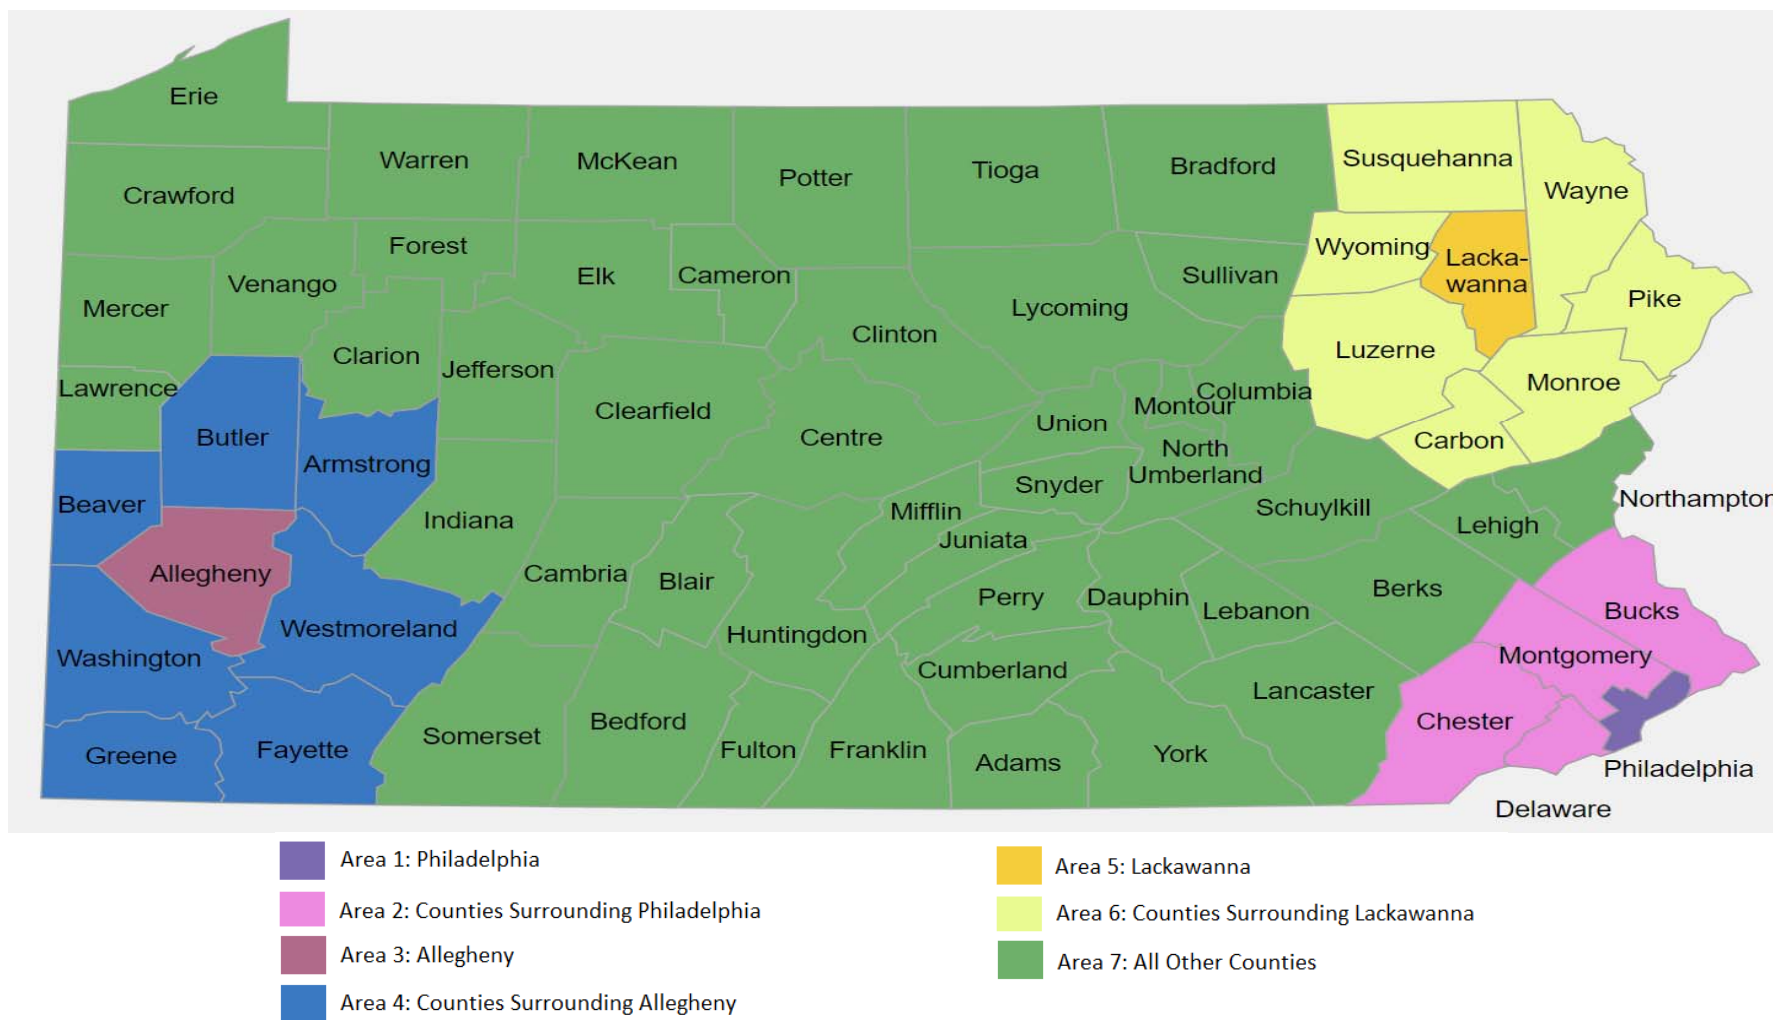 Erie
Warren
McKean
Potter
Tioga
Bradford
Susquehanna
Wayne
Crawford
Forest
Venango
Elk
Cameron
Sullivan
Wyoming
Lacka-
wanna
Pike
Mercer
Clarion
Jefferson
Clinton
Lycoming
Luzerne
Monroe
Lawrence
Butler
Armstrong
Clearfield
Centre
Union
Montour
Columbia
Carbon
North
Umberland
Snyder
Beaver
Indiana
Mifflin
Juniata
Schuylkill
Lehigh
Northampton
Allegheny
Cambria
Blair
Perry
Dauphin
Lebanon
Berks
Bucks
Westmoreland
Huntingdon
Washington
Cumberland
Lancaster
Montgomery
Chester
Greene
Fayette
Somerset
Bedford
Fulton
Franklin
Adams
York
Philadelphia
Delaware
Area 1: Philadelphia
Area 2: Counties Surrounding Philadelphia
Area 3: Allegheny
Area 4: Counties Surrounding Allegheny
Area 5: Lackawanna
Area 6: Counties Surrounding Lackawanna
Area 7: All Other Counties